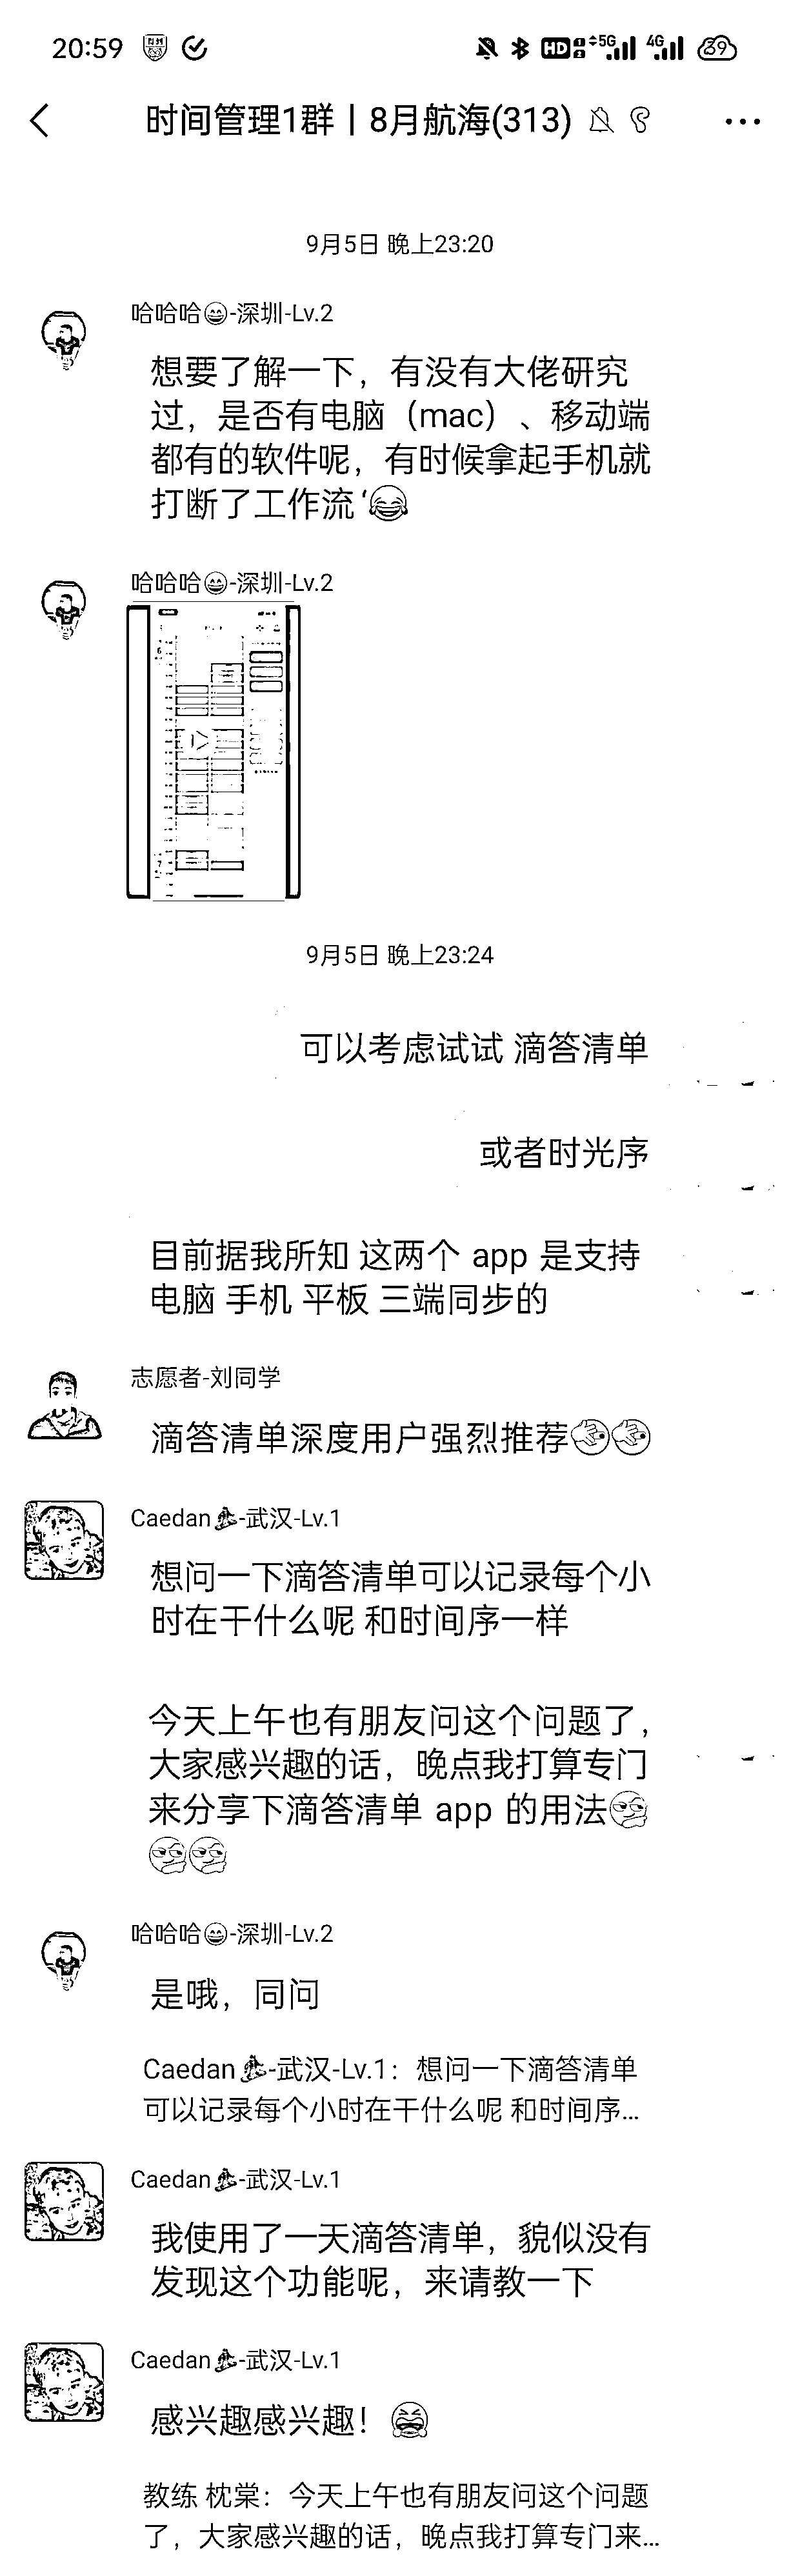 20:59 HD 5G 4G 39
时间管理1群丨8月航海(313)
9月5日 晚上23:20
哈哈哈😄-深圳-Lv.2
想要了解一下，有没有大佬研究
过，是否有电脑（mac）、移动端
都有的软件呢，有时候拿起手机就
打断了工作流‘😂
哈哈哈😄-深圳-Lv.2
9月5日 晚上23:24
可以考虑试试 滴答清单
或者时光序
目前据我所知 这两个 app 是支持
电脑 手机 平板 三端同步的
志愿者-刘同学
滴答清单深度用户强烈推荐
Caedan-武汉-Lv.1
想问一下滴答清单可以记录每个小
时在干什么呢 和时间序一样
今天上午也有朋友问这个问题了，
大家感兴趣的话，晚点我打算专门
来分享下滴答清单 app 的用法
哈哈哈😄-深圳-Lv.2
是哦，同问
Caedan-武汉-Lv.1：想问一下滴答清单
可以记录每个小时在干什么呢 和时间序...
Caedan-武汉-Lv.1
我使用了一天滴答清单，貌似没有
发现这个功能呢，来请教一下
Caedan-武汉-Lv.1
感兴趣感兴趣！
教练 枕棠：今天上午也有朋友问这个问题
了，大家感兴趣的话，晚点我打算专门来...